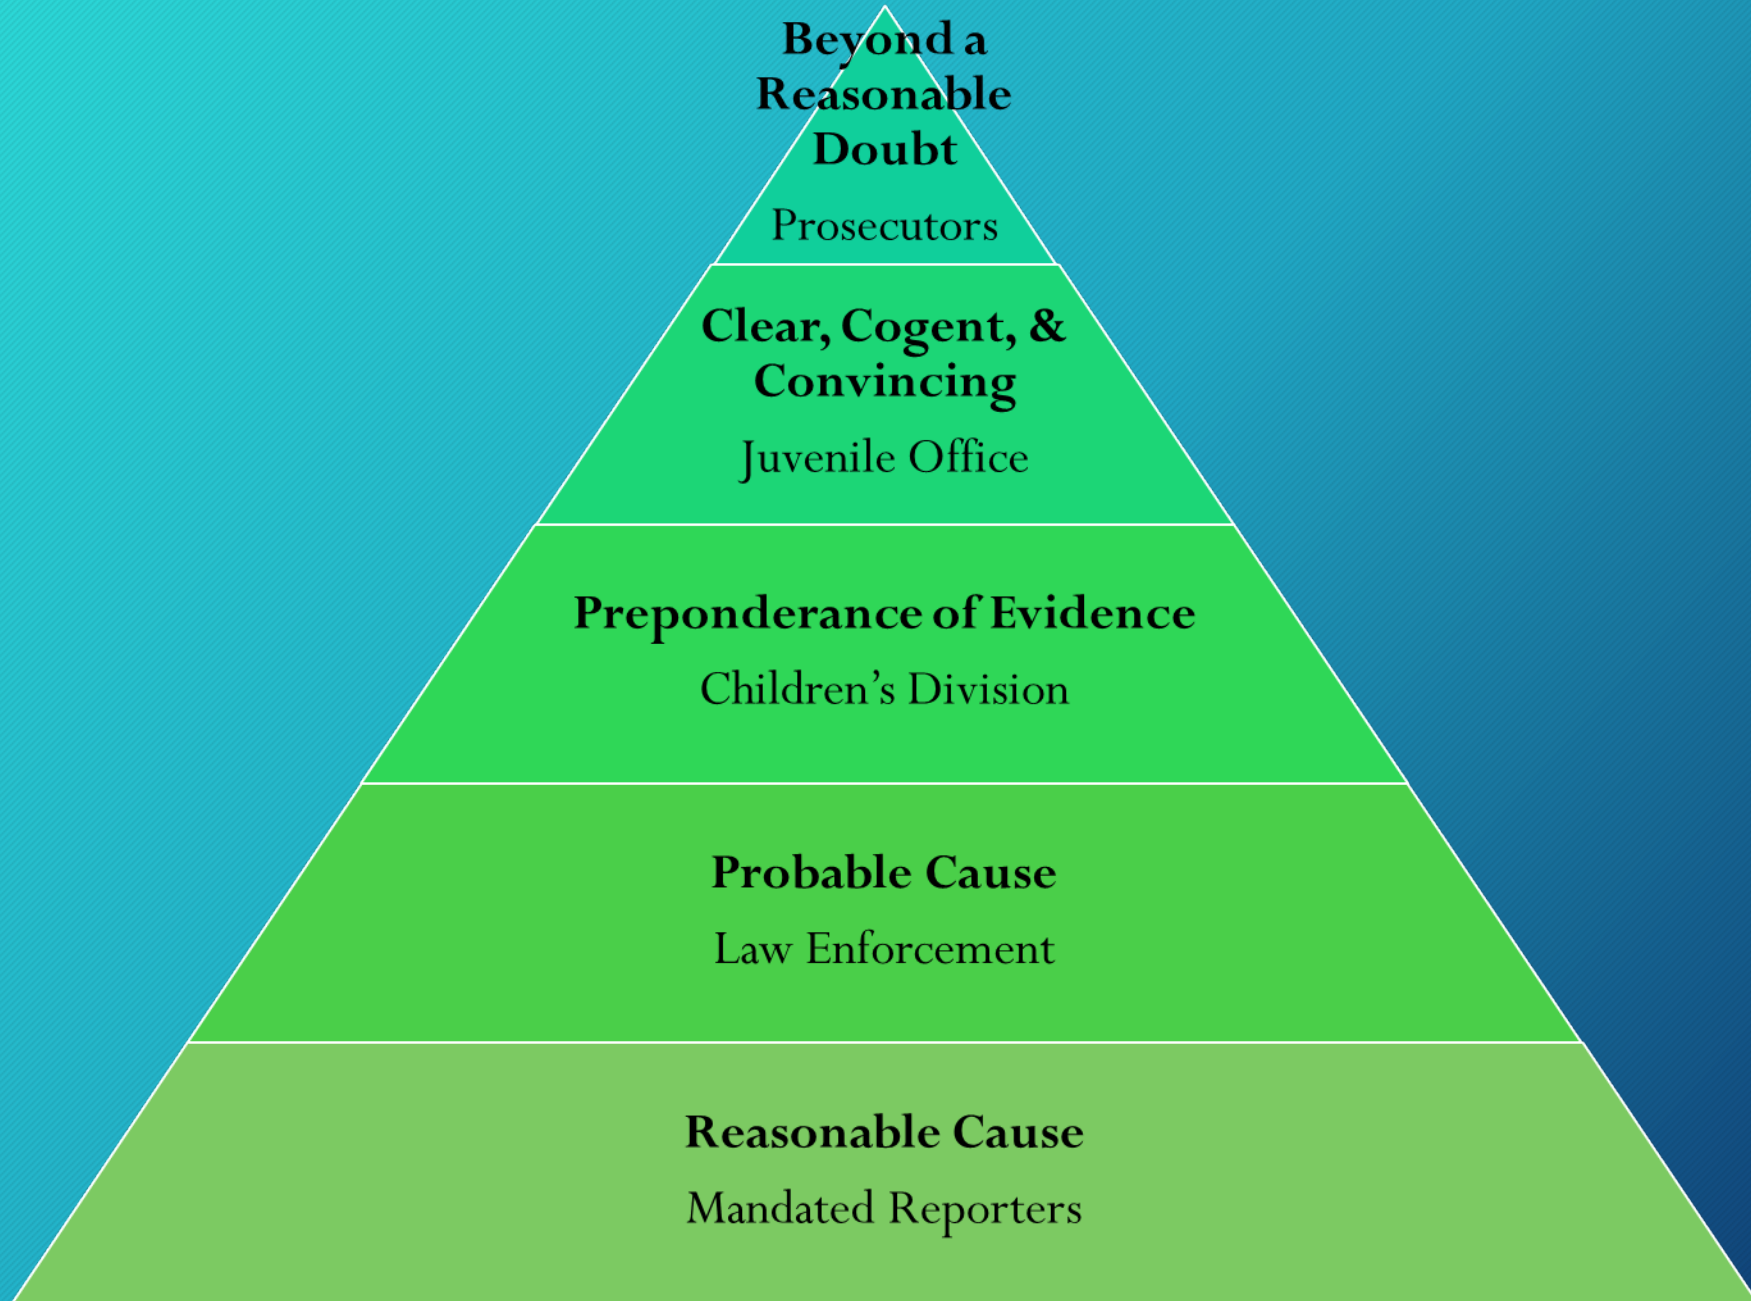 Beyond a
Reasonable
Doubt
Prosecutors
Clear, Cogent, &
Convincing
Juvenile Office
Preponderance of Evidence
Children’s Division
Probable Cause
Law Enforcement
Reasonable Cause
Mandated Reporters